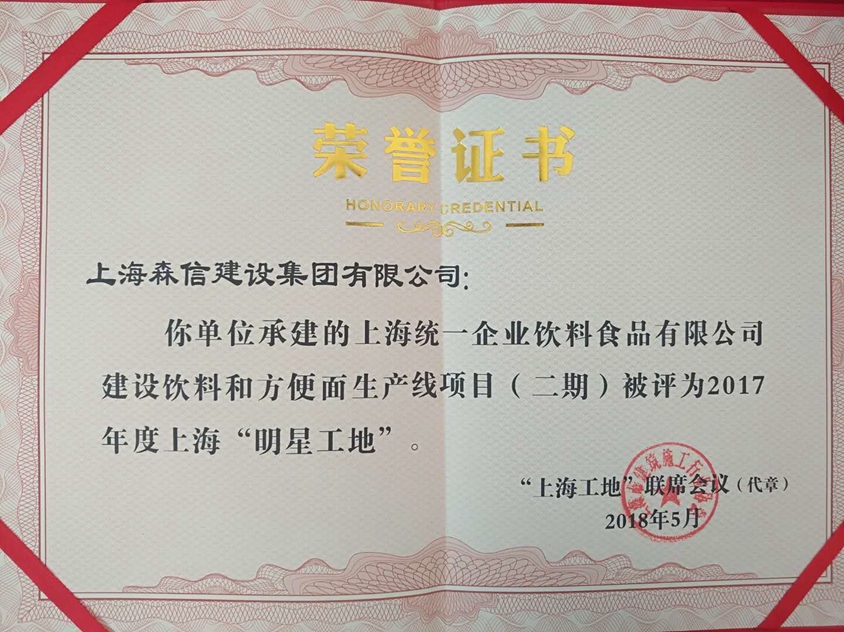 荣誉证书
HONORARY CREDENTIAL
上海森信建设集团有限公司:
你单位承建的上海统一企业饮料食品有限公司
建设饮料和方便面生产线项目（二期）被评为2017
年度上海“明星工地”。
“上海工地”联席会议（代章）
2018年5月